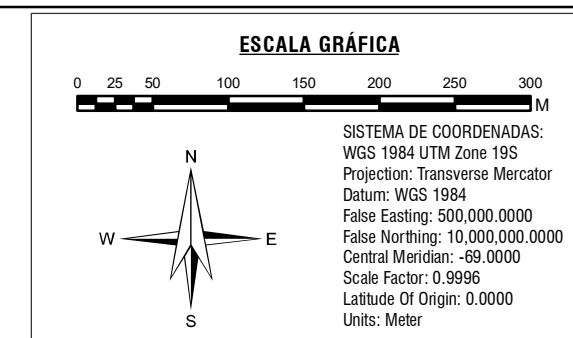 ESCALA GRÁFICA
0 25 50 100 150 200 250 300
M
SISTEMA DE COORDENADAS:
WGS 1984 UTM Zone 19S
Projection: Transverse Mercator
Datum: WGS 1984
False Easting: 500,000.0000
False Northing: 10,000,000.0000
Central Meridian: -69.0000
Scale Factor: 0.9996
Latitude Of Origin: 0.0000
Units: Meter
N
W E
S